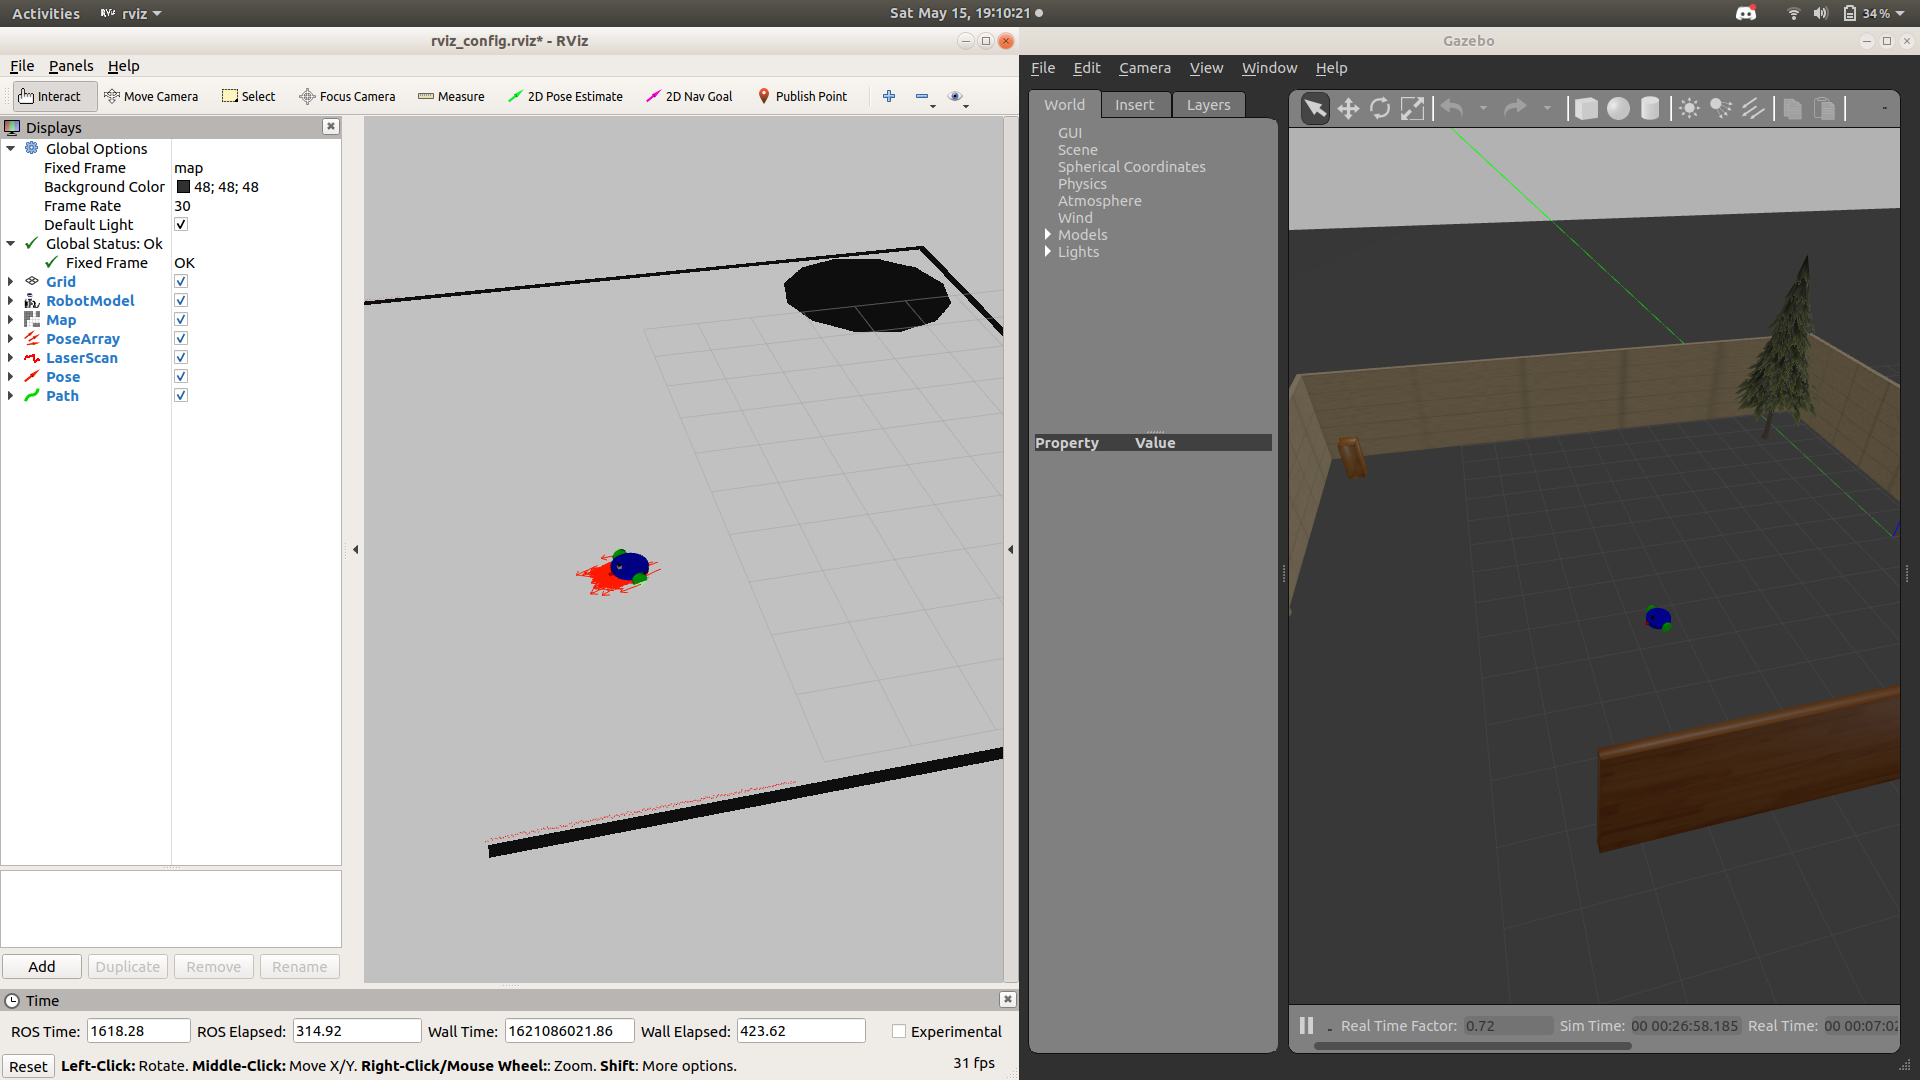 Activities rviz Sat May 15, 19:10:21 34%
rviz_config.rviz* - RViz
File Panels Help
Interact Move Camera Select Focus Camera Measure 2D Pose Estimate 2D Nav Goal Publish Point
Displays
Global Options
Fixed Frame map
Background Color 48; 48; 48
Frame Rate 30
Default Light
Global Status: Ok
Fixed Frame OK
Grid
RobotModel
Map
PoseArray
LaserScan
Pose
Path
Add Duplicate Remove Rename
Time
ROS Time: 1618.28 ROS Elapsed: 314.92 Wall Time: 1621086021.86 Wall Elapsed: 423.62 Experimental
Reset Left-Click: Rotate. Middle-Click: Move X/Y. Right-Click/Mouse Wheel:: Zoom. Shift: More options. 31 fps
Gazebo
File Edit Camera View Window Help
World Insert Layers
GUI
Scene
Spherical Coordinates
Physics
Atmosphere
Wind
Models
Lights
Property Value
Real Time Factor: 0.72 Sim Time: 00 00:26:58.185 Real Time: 00 00:07:02